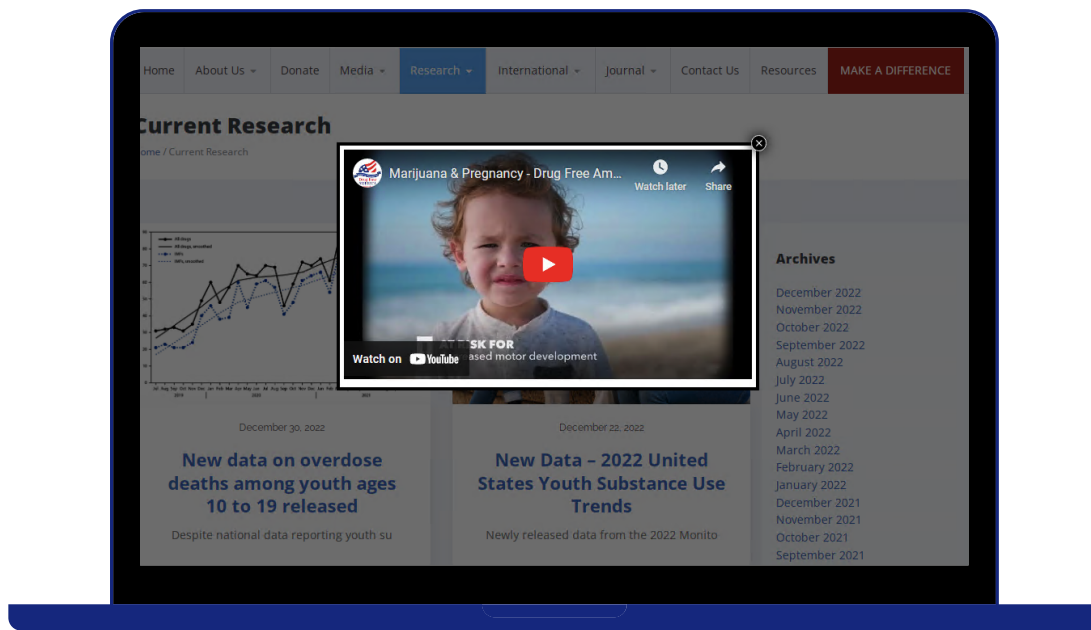 Home
About Us
Donate
Media
Research
International
Journal
Contact Us
Resources
MAKE A DIFFERENCE
Current Research
ome / Current Research
Marijuana & Pregnancy - Drug Free Am...
Watch later
Share
SK FOR
ased motor development
Watch on YouTube
December 30, 2022
New data on overdose
deaths among youth ages
10 to 19 released
Despite national data reporting youth su
December 22, 2022
New Data – 2022 United
States Youth Substance Use
Trends
Newly released data from the 2022 Monito
Archives
December 2022
November 2022
October 2022
September 2022
August 2022
July 2022
June 2022
May 2022
April 2022
March 2022
February 2022
January 2022
December 2021
November 2021
October 2021
September 2021